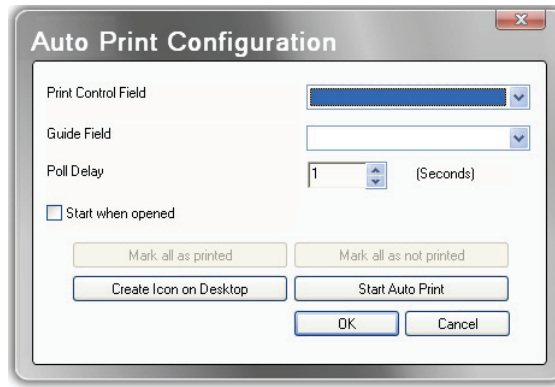 Auto Print Configuration
Print Control Field
Guide Field
Poll Delay 1 (Seconds)
Start when opened
Mark all as printed Mark all as not printed
Create Icon on Desktop Start Auto Print
OK Cancel